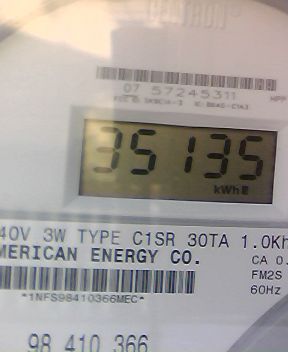 CENTRON®
07 57245311
35135
kWh
40V 3W TYPE C1SR 30TA 1.0Kh
MERICAN ENERGY CO.
CA 0.
FM2S
60Hz
*1NFS98410366MEC*
98 410 366